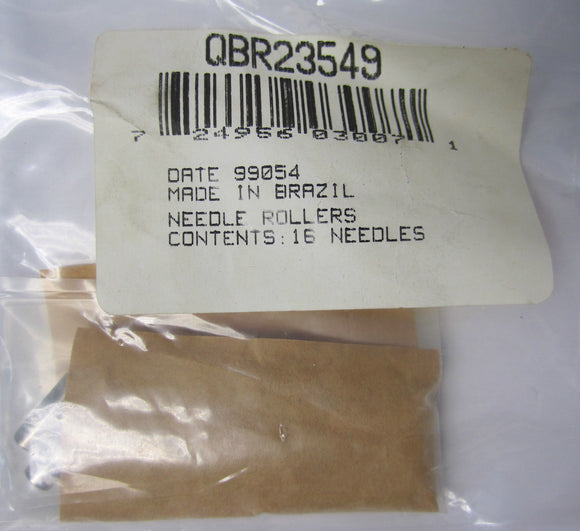 QBR23549
7 24956 03007 1
DATE 99054
MADE IN BRAZIL
NEEDLE ROLLERS
CONTENTS:16 NEEDLES